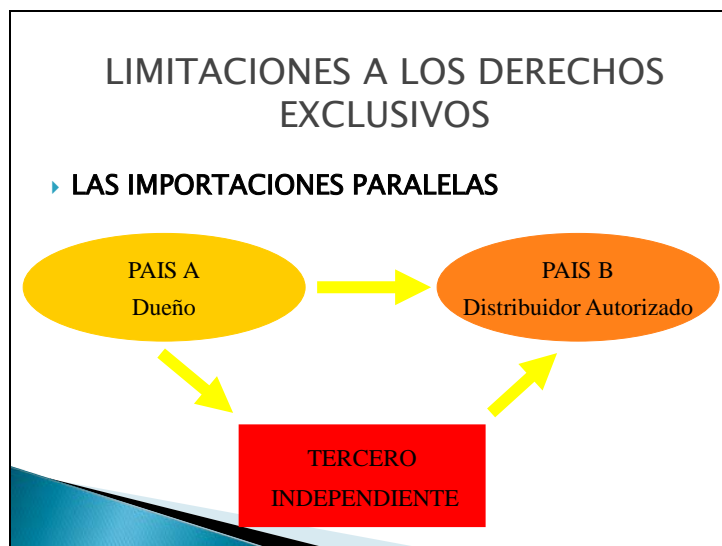 LIMITACIONES A LOS DERECHOS
EXCLUSIVOS
LAS IMPORTACIONES PARALELAS
PAIS A
Dueño
PAIS B
Distribuidor Autorizado
TERCERO
INDEPENDIENTE